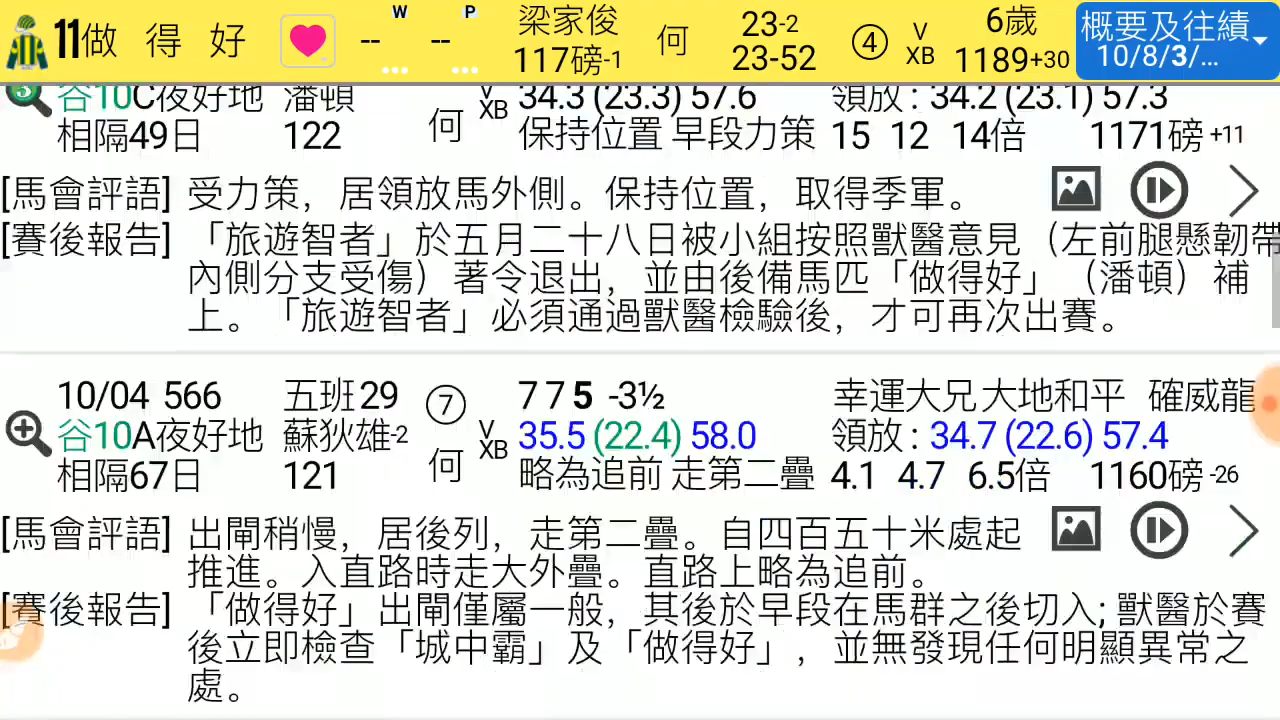 11做 得 好 -- W -- P 梁家俊 117磅-1 何 23-2 23-52 ④ V XB 6歲 1189+30 概要及往績 10/8/3/...
3 谷10C夜好地 潘頓 何 V XB 34.3 (23.3) 57.6 領放 : 34.2 (23.1) 57.3
相隔49日 122 保持位置 早段力策 15 12 14倍 1171磅 +11
[馬會評語] 受力策，居領放馬外側。保持位置，取得季軍。
[賽後報告] 「旅遊智者」於五月二十八日被小組按照獸醫意見（左前腿懸韌帶
內側分支受傷）著令退出，並由後備馬匹「做得好」（潘頓）補
上。「旅遊智者」必須通過獸醫檢驗後，才可再次出賽。
10/04 566 五班29 ⑦ 7 7 5 -3½ 幸運大兄 大地和平 確威龍
谷10A夜好地 蘇狄雄-2 何 V XB 35.5 (22.4) 58.0 領放 : 34.7 (22.6) 57.4
相隔67日 121 略為追前 走第二疊 4.1 4.7 6.5倍 1160磅 -26
[馬會評語] 出閘稍慢，居後列，走第二疊。自四百五十米處起
推進。入直路時走大外疊。直路上略為追前。
[賽後報告] 「做得好」出閘僅屬一般，其後於早段在馬群之後切入; 獸醫於賽
後立即檢查「城中霸」及「做得好」，並無發現任何明顯異常之
處。